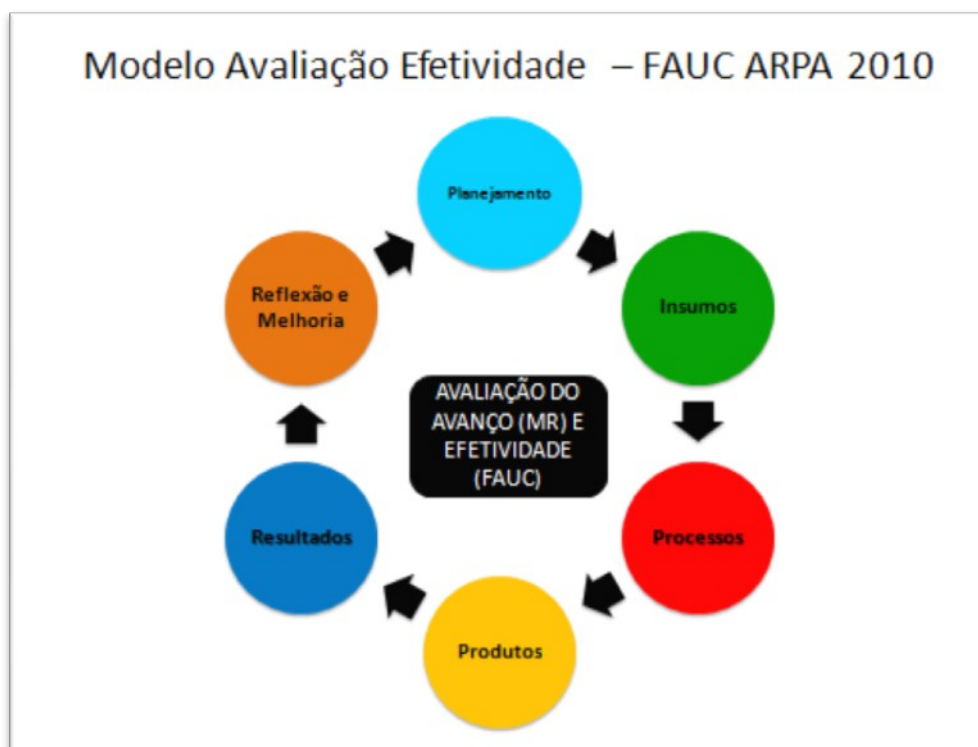 Modelo Avaliação Efetividade – FAUC ARPA 2010
Planejamento
Insumos
Processos
Produtos
Resultados
Reflexão e
Melhoria
AVALIAÇÃO DO
AVANÇO (MR) E
EFETIVIDADE
(FAUC)